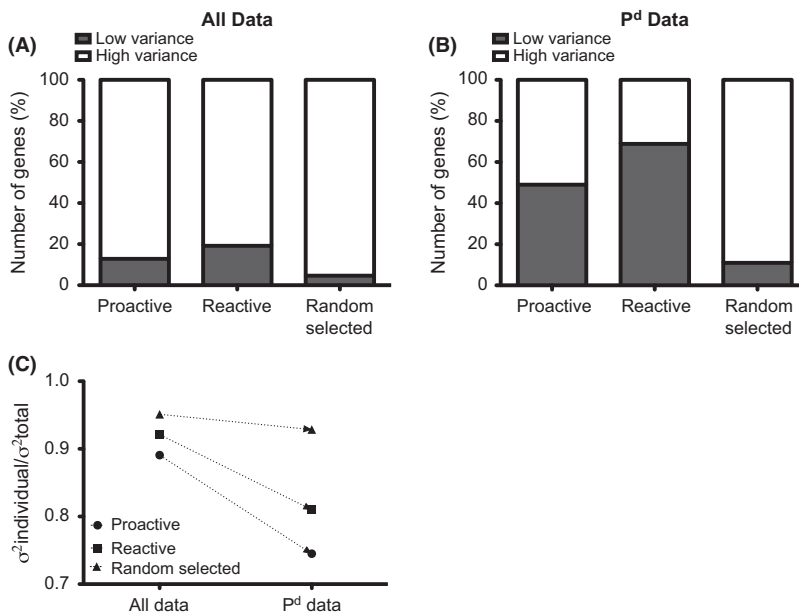 All Data
(A)
Low variance
High variance
Number of genes (%)
100
80
60
40
20
0
Proactive
Reactive
Random
selected
Pᵈ Data
(B)
Low variance
High variance
Number of genes (%)
100
80
60
40
20
0
Proactive
Reactive
Random
selected
(C)
σ²individual/σ²total
1.0
0.9
0.8
0.7
Proactive
Reactive
Random selected
All data
Pᵈ data